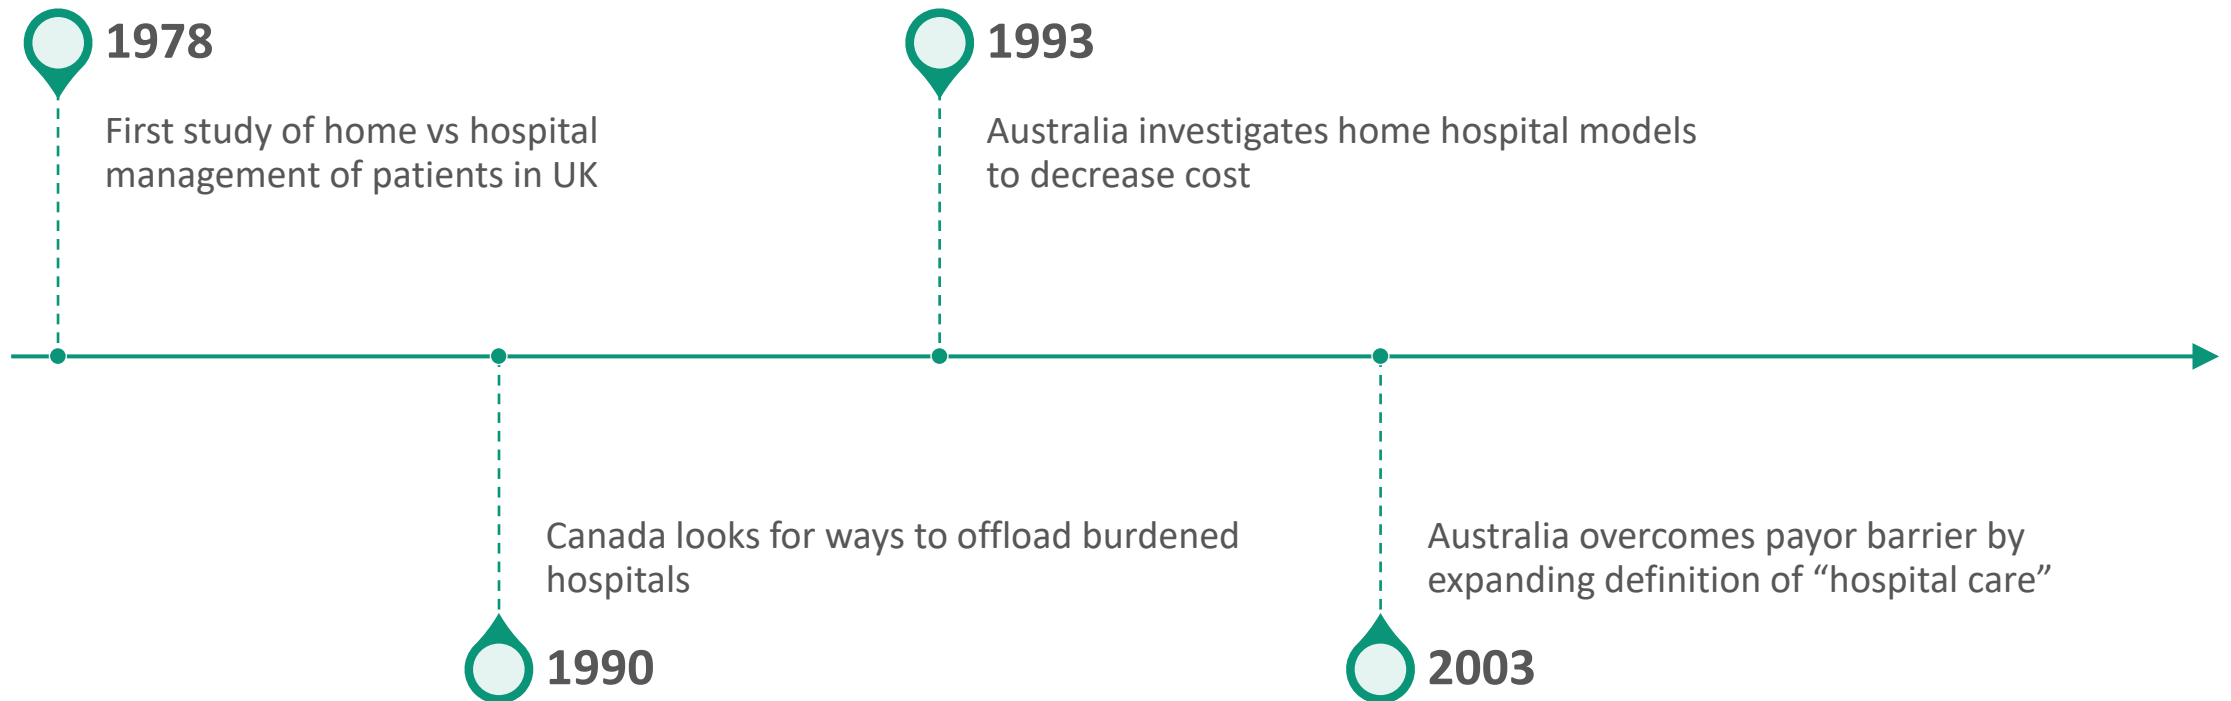 1978
First study of home vs hospital
management of patients in UK
1993
Australia investigates home hospital models
to decrease cost
Canada looks for ways to offload burdened
hospitals
1990
Australia overcomes payor barrier by
expanding definition of “hospital care”
2003